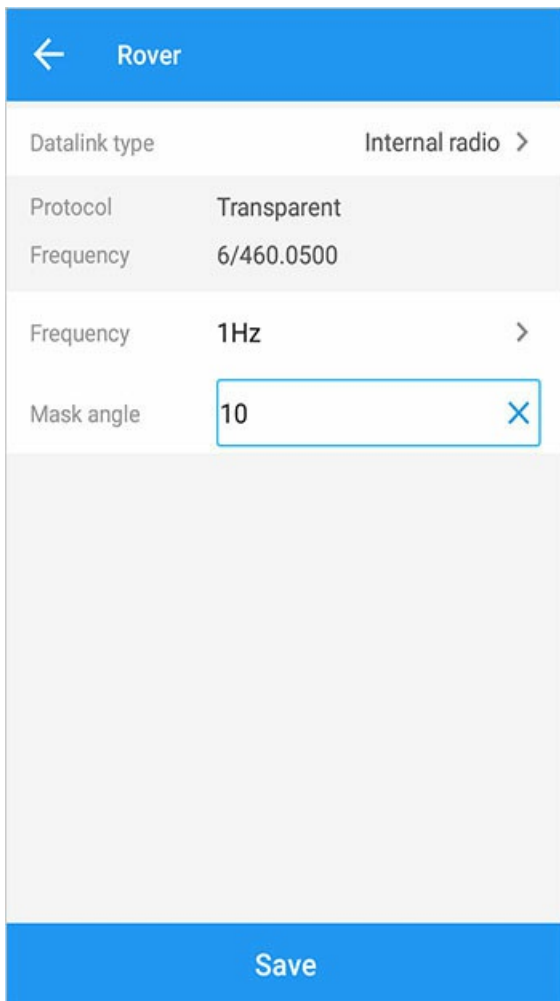 Rover
Datalink type Internal radio
Protocol Transparent
Frequency 6/460.0500
Frequency 1Hz
Mask angle 10
Save